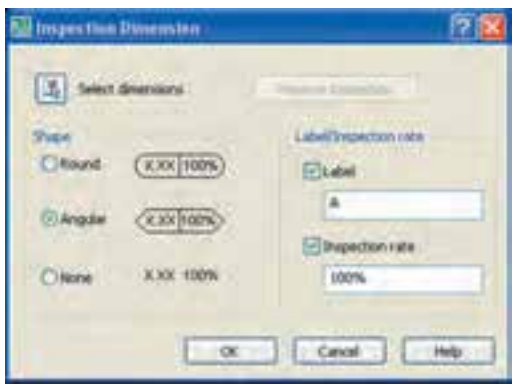 Inspection Dimension
Select dimensions
Shape
Label/Inspection rate
Round
X.XX 100%
Label
A
Angular
X.XX 100%
Inspection rate
100%
None
X.XX 100%
OK
Cancel
Help